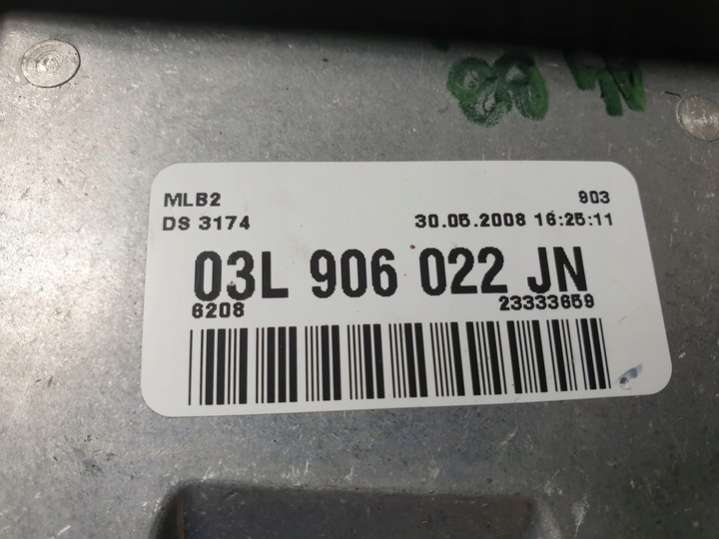 MLB2 903
DS 3174 30.05.2008 16:25:11
03L 906 022 JN
6208 23333659